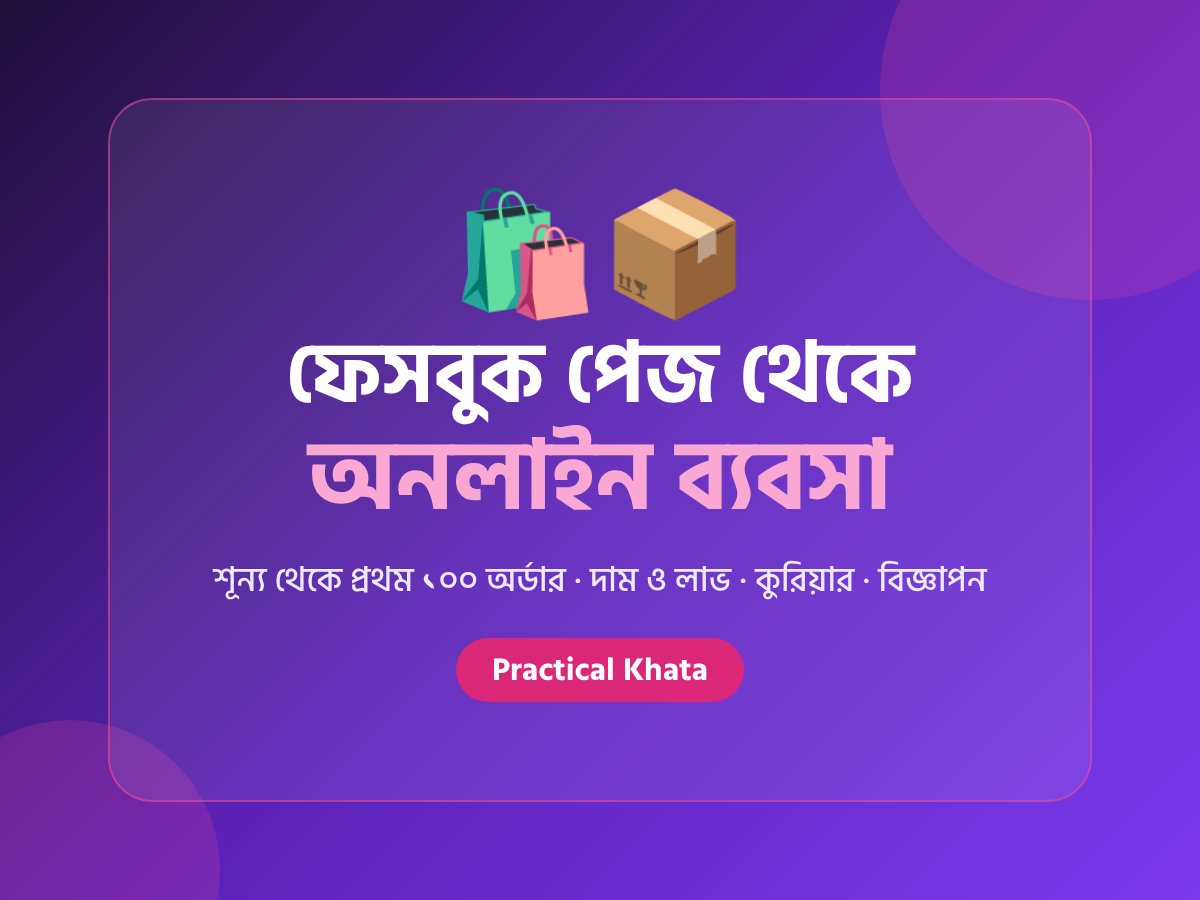 ফেসবুক পেজ থেকে
অনলাইন ব্যবসা
শূন্য থেকে প্রথম ১০০ অর্ডার · দাম ও লাভ · কুরিয়ার · বিজ্ঞাপন
Practical Khata